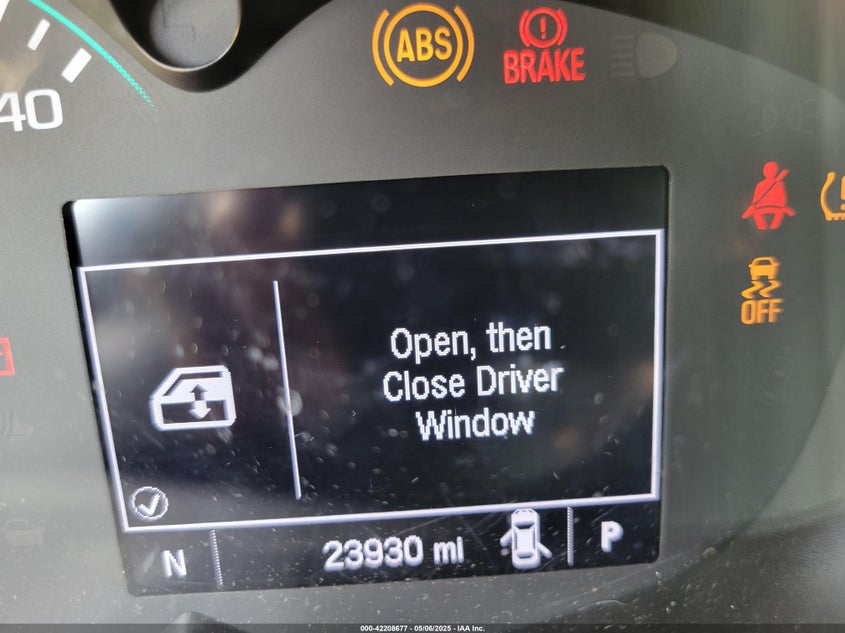 40
ABS
BRAKE
OFF
Open, then
Close Driver
Window
N
23930 mi
P
000-42208677 - 05/06/2025 - IAA Inc.